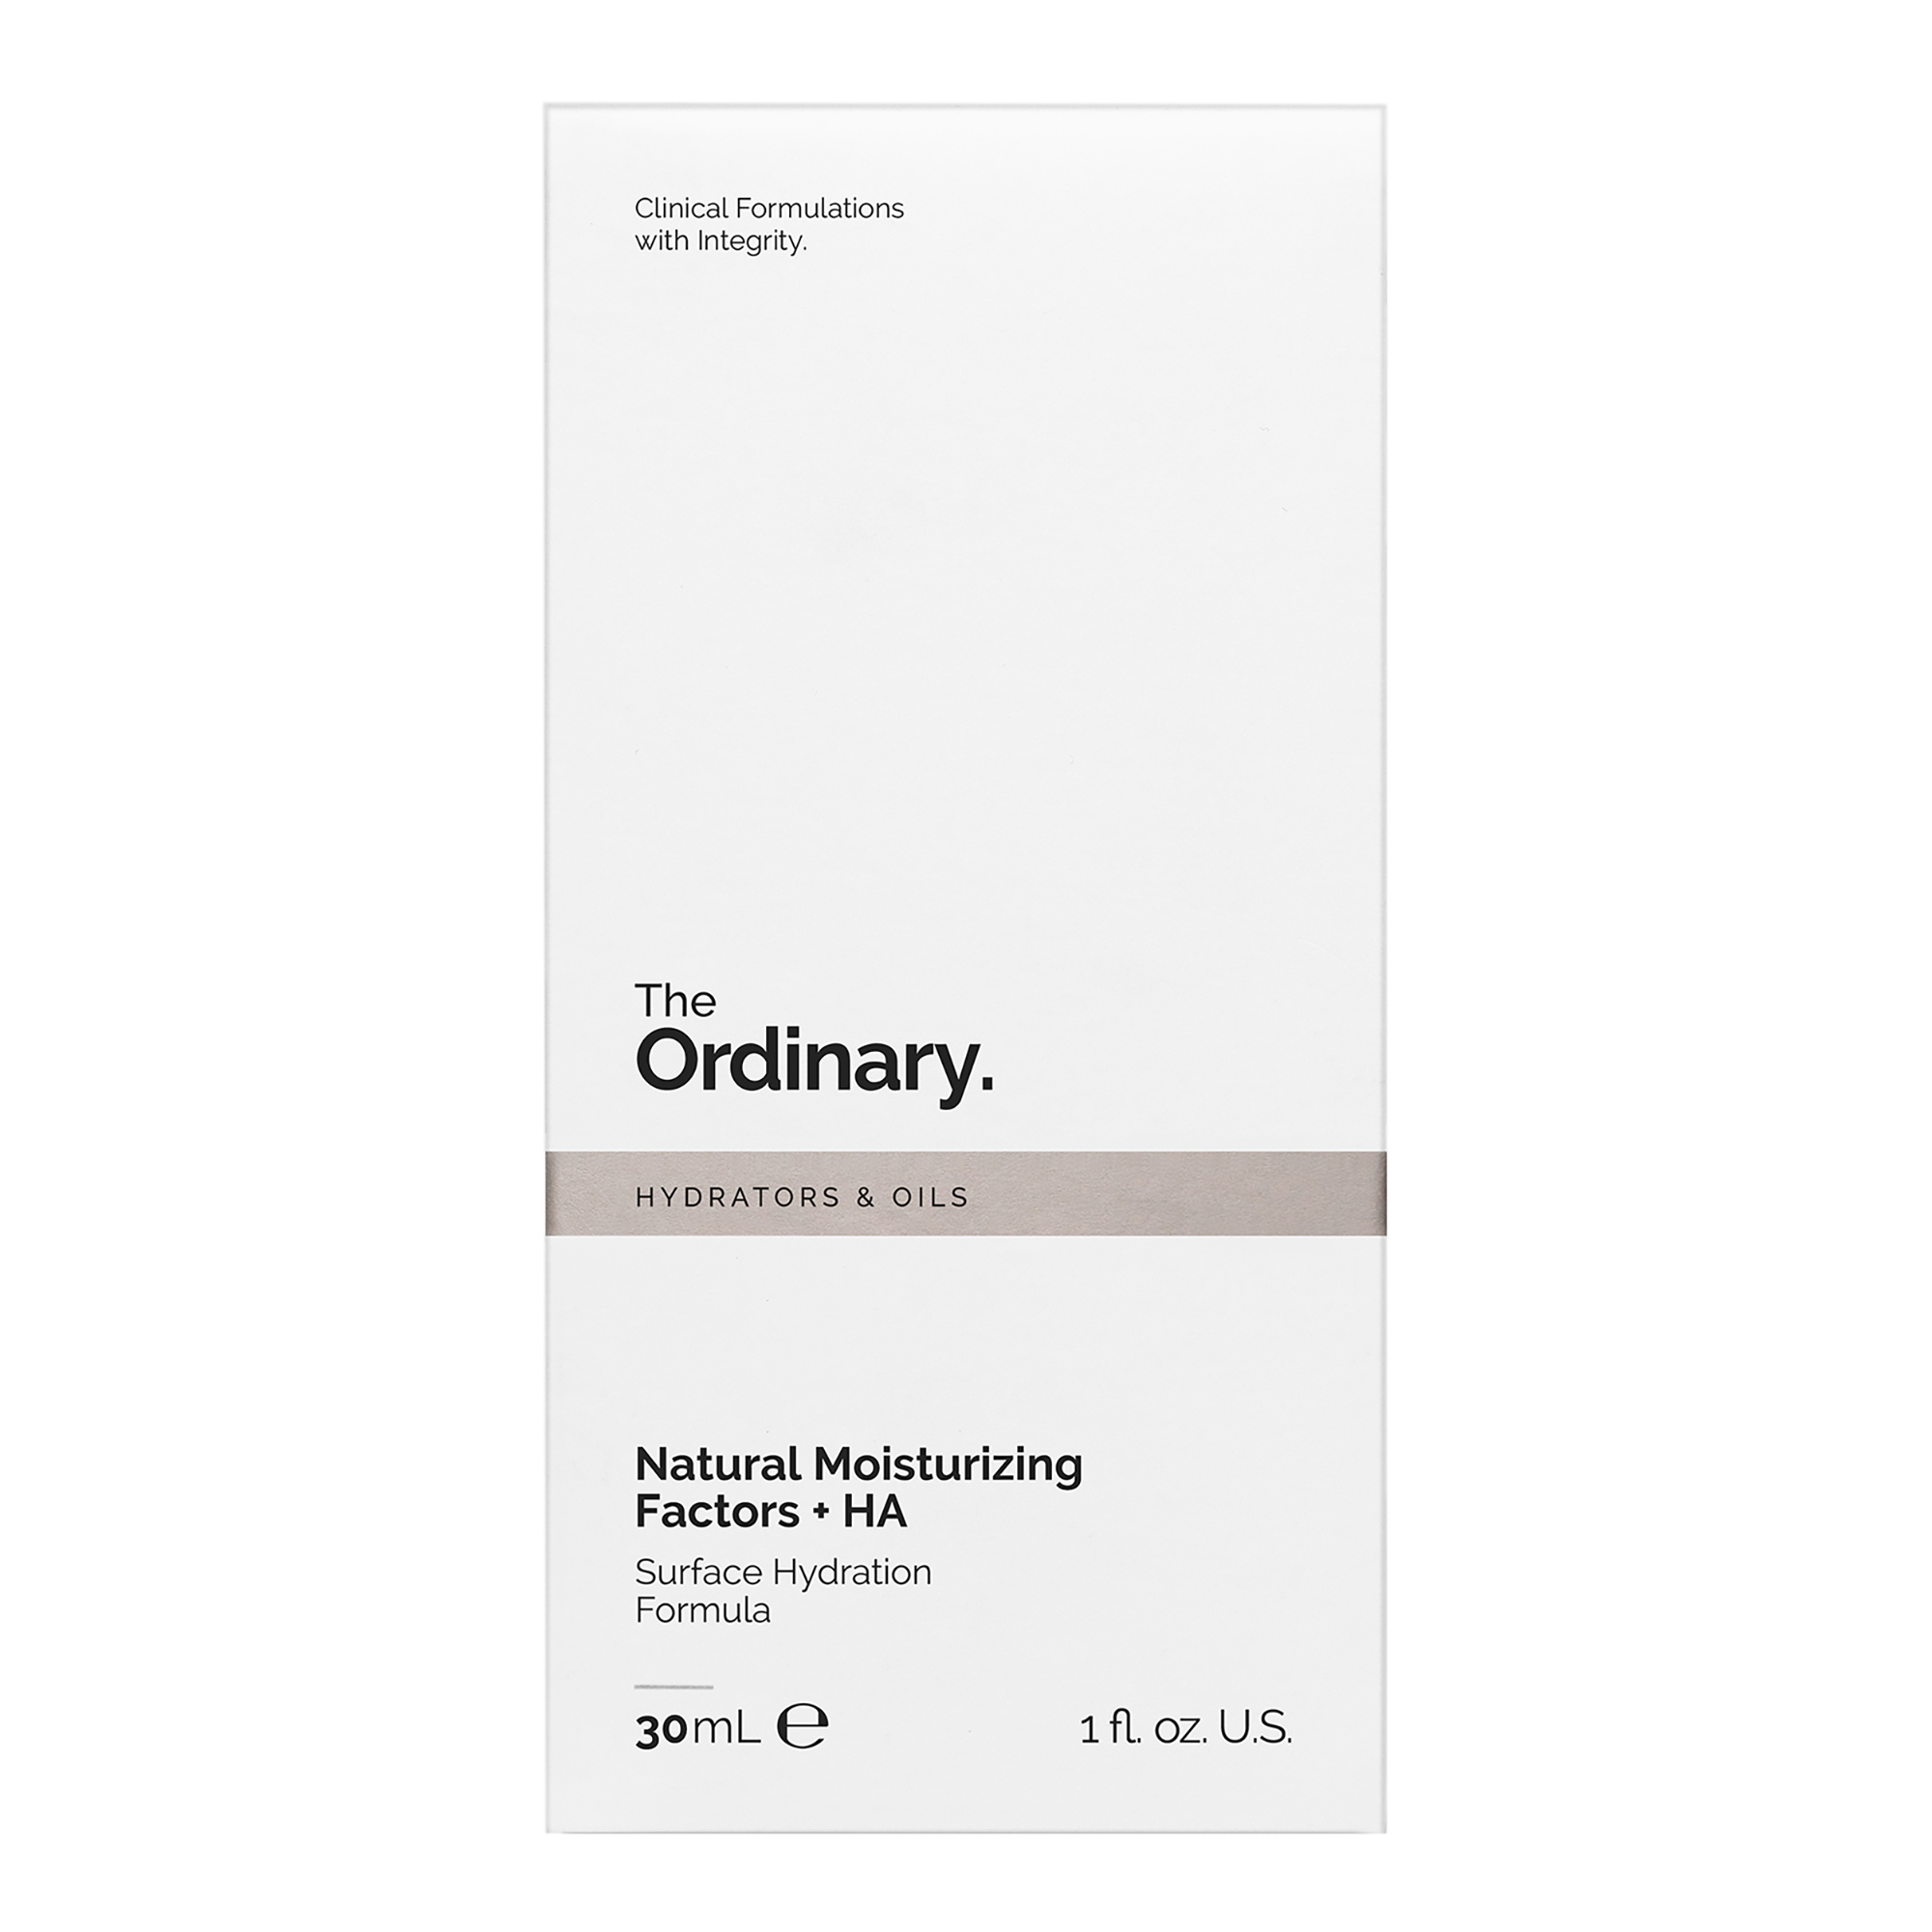 Clinical Formulations
with Integrity.
The
Ordinary.
HYDRATORS & OILS
Natural Moisturizing
Factors + HA
Surface Hydration
Formula
30mL ℮
1 fl. oz. U.S.